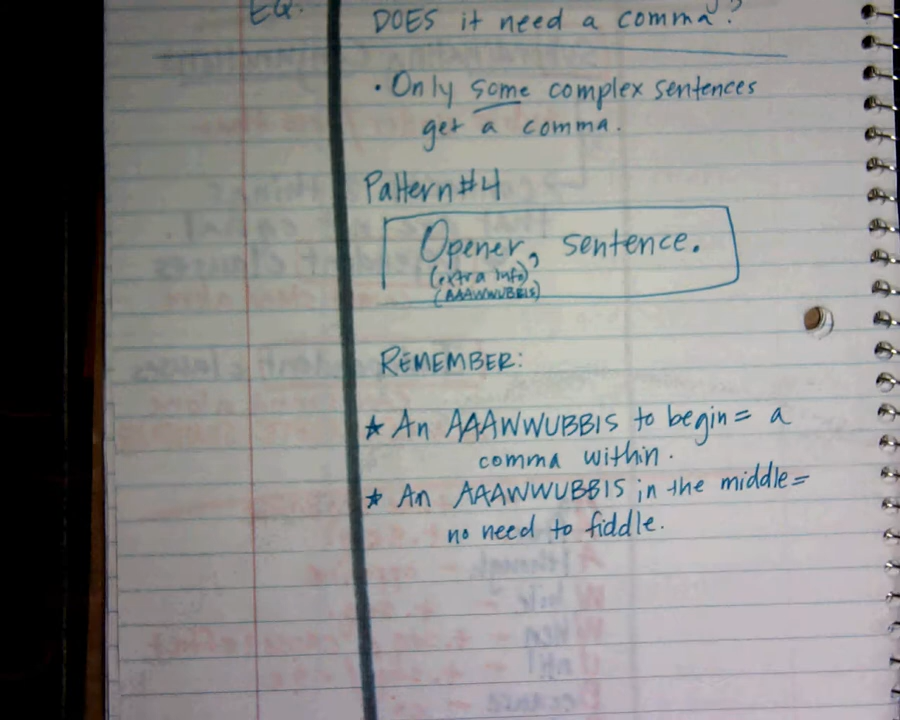 EQ:
DOES it need a comma?
• Only some complex sentences
get a comma.
Pattern #4
Opener, sentence.
(extra info)
(AAAWWUBBIS)
REMEMBER:
★ An AAAWWUBBIS to begin = a
comma within.
★ An AAAWWUBBIS in the middle =
no need to fiddle.